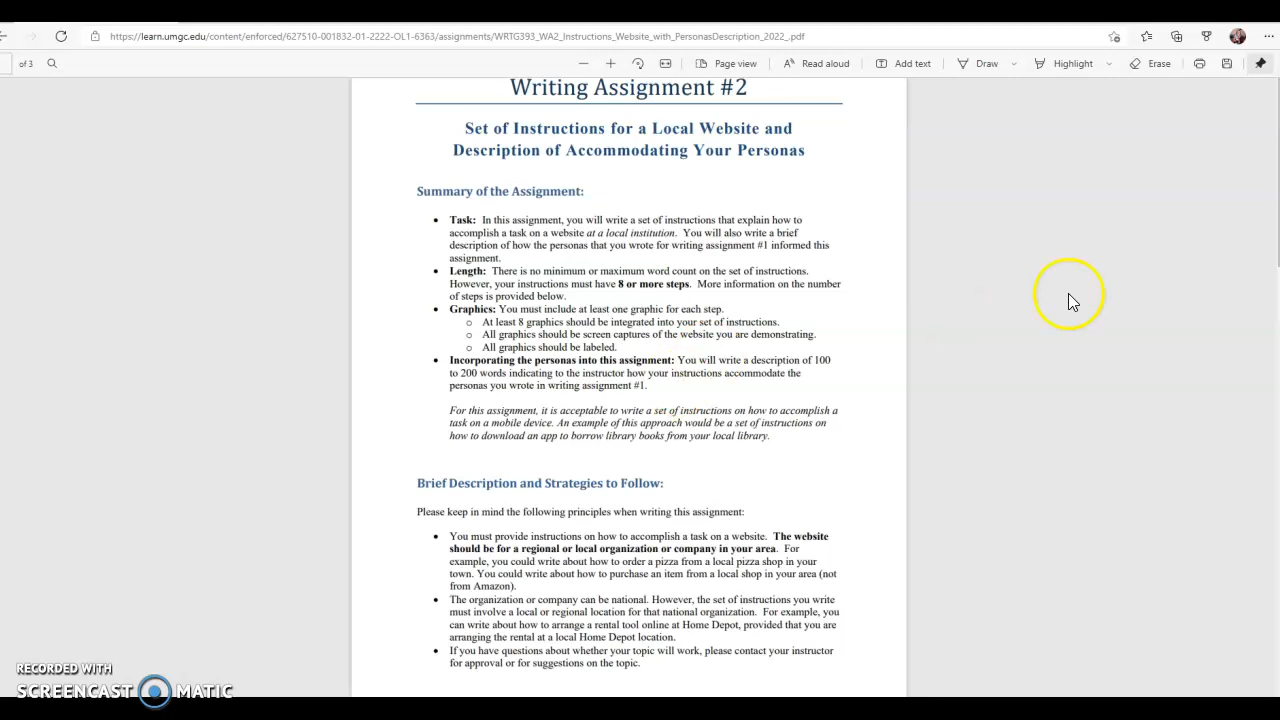 https://learn.umgc.edu/content/enforced/627510-001832-01-2222-OL1-6363/assignments/WRTG393_WA2_Instructions_Website_with_PersonasDescription_2022_.pdf
of 3
Page view
Read aloud
Add text
Draw
Highlight
Erase
Writing Assignment #2
Set of Instructions for a Local Website and
Description of Accommodating Your Personas
Summary of the Assignment:
• Task: In this assignment, you will write a set of instructions that explain how to
accomplish a task on a website at a local institution. You will also write a brief
description of how the personas that you wrote for writing assignment #1 informed this
assignment.
• Length: There is no minimum or maximum word count on the set of instructions.
However, your instructions must have 8 or more steps. More information on the number
of steps is provided below.
• Graphics: You must include at least one graphic for each step.
o At least 8 graphics should be integrated into your set of instructions.
o All graphics should be screen captures of the website you are demonstrating.
o All graphics should be labeled.
• Incorporating the personas into this assignment: You will write a description of 100
to 200 words indicating to the instructor how your instructions accommodate the
personas you wrote in writing assignment #1.
For this assignment, it is acceptable to write a set of instructions on how to accomplish a
task on a mobile device. An example of this approach would be a set of instructions on
how to download an app to borrow library books from your local library.
Brief Description and Strategies to Follow:
Please keep in mind the following principles when writing this assignment:
• You must provide instructions on how to accomplish a task on a website. The website
should be for a regional or local organization or company in your area. For
example, you could write about how to order a pizza from a local pizza shop in your
town. You could write about how to purchase an item from a local shop in your area (not
from Amazon).
• The organization or company can be national. However, the set of instructions you write
must involve a local or regional location for that national organization. For example, you
can write about how to arrange a rental tool online at Home Depot, provided that you are
arranging the rental at a local Home Depot location.
• If you have questions about whether your topic will work, please contact your instructor
for approval or for suggestions on the topic.
RECORDED WITH
SCREENCAST MATIC